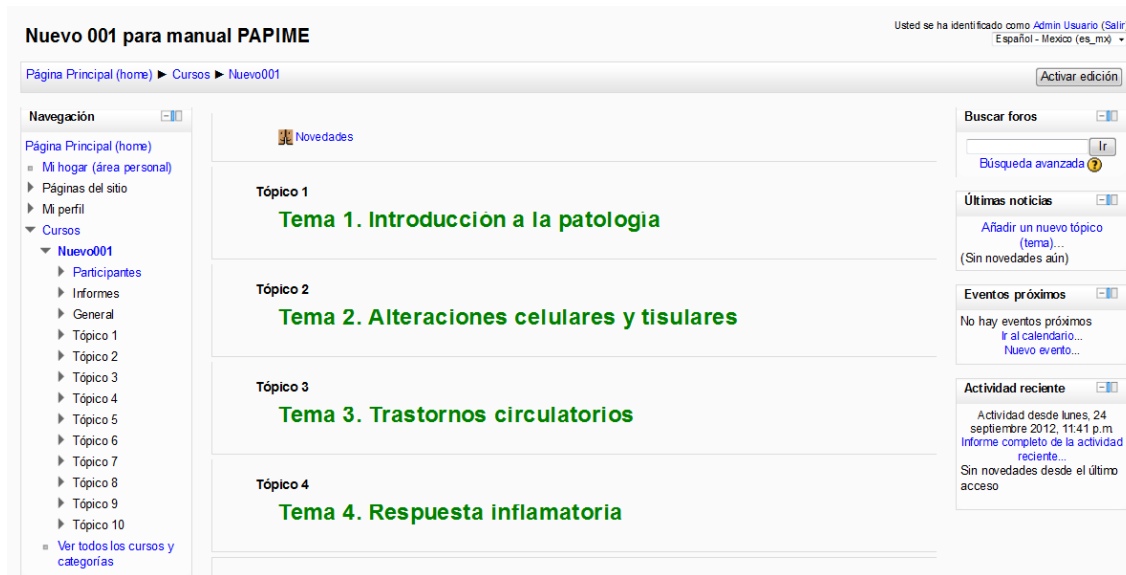 Nuevo 001 para manual PAPIME
Usted se ha identificado como Admin Usuario (Salir)
Español - Mexico (es_mx)
Página Principal (home) ► Cursos ► Nuevo001
Activar edición
Navegación
Página Principal (home)
Mi hogar (área personal)
Páginas del sitio
Mi perfil
Cursos
Nuevo001
Participantes
Informes
General
Tópico 1
Tópico 2
Tópico 3
Tópico 4
Tópico 5
Tópico 6
Tópico 7
Tópico 8
Tópico 9
Tópico 10
Ver todos los cursos y
categorías
Novedades
Tópico 1
Tema 1. Introducción a la patología
Tópico 2
Tema 2. Alteraciones celulares y tisulares
Tópico 3
Tema 3. Trastornos circulatorios
Tópico 4
Tema 4. Respuesta inflamatoria
Buscar foros
Ir
Búsqueda avanzada ?
Últimas noticias
Añadir un nuevo tópico
(tema)...
(Sin novedades aún)
Eventos próximos
No hay eventos próximos
Ir al calendario...
Nuevo evento...
Actividad reciente
Actividad desde lunes, 24
septiembre 2012, 11:41 p.m.
Informe completo de la actividad
reciente...
Sin novedades desde el último
acceso